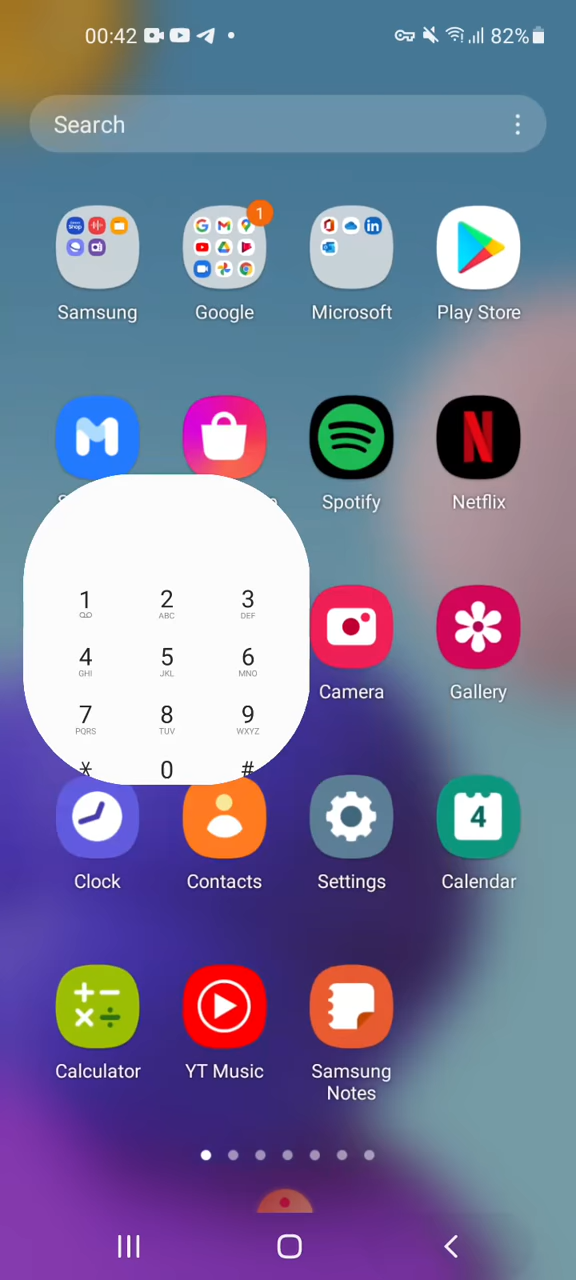 00:42
82%
Search
1
Samsung
Google
Microsoft
Play Store
Spotify
Netflix
1 2 3
ABC DEF
4 5 6
GHI JKL MNO
Camera
Gallery
7 8 9
PQRS TUV WXYZ
* 0 #
4
Clock
Contacts
Settings
Calendar
Calculator
YT Music
Samsung
Notes